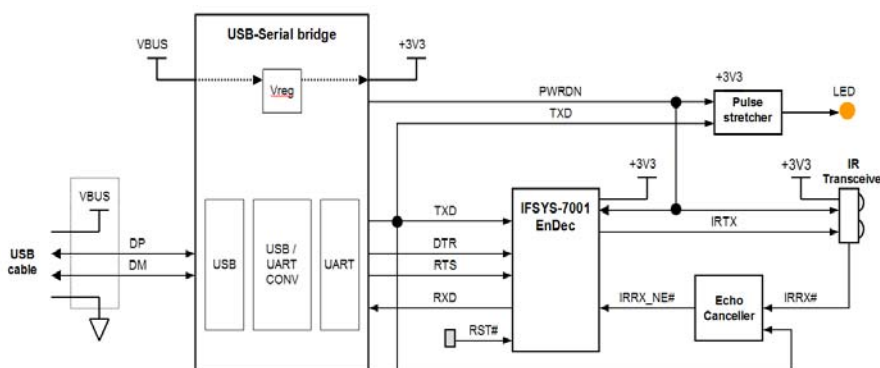 USB-Serial bridge
VBUS
+3V3
Vreg
PWRDN
+3V3
LED
Pulse
stretcher
TXD
VBUS
USB
cable
DP
DM
USB
USB /
UART
CONV
UART
TXD
DTR
RTS
RXD
RST#
+3V3
IFSYS-7001
EnDec
+3V3
IR
Transceive
IRTX
IRRX_NE#
Echo
Canceller
IRRX#